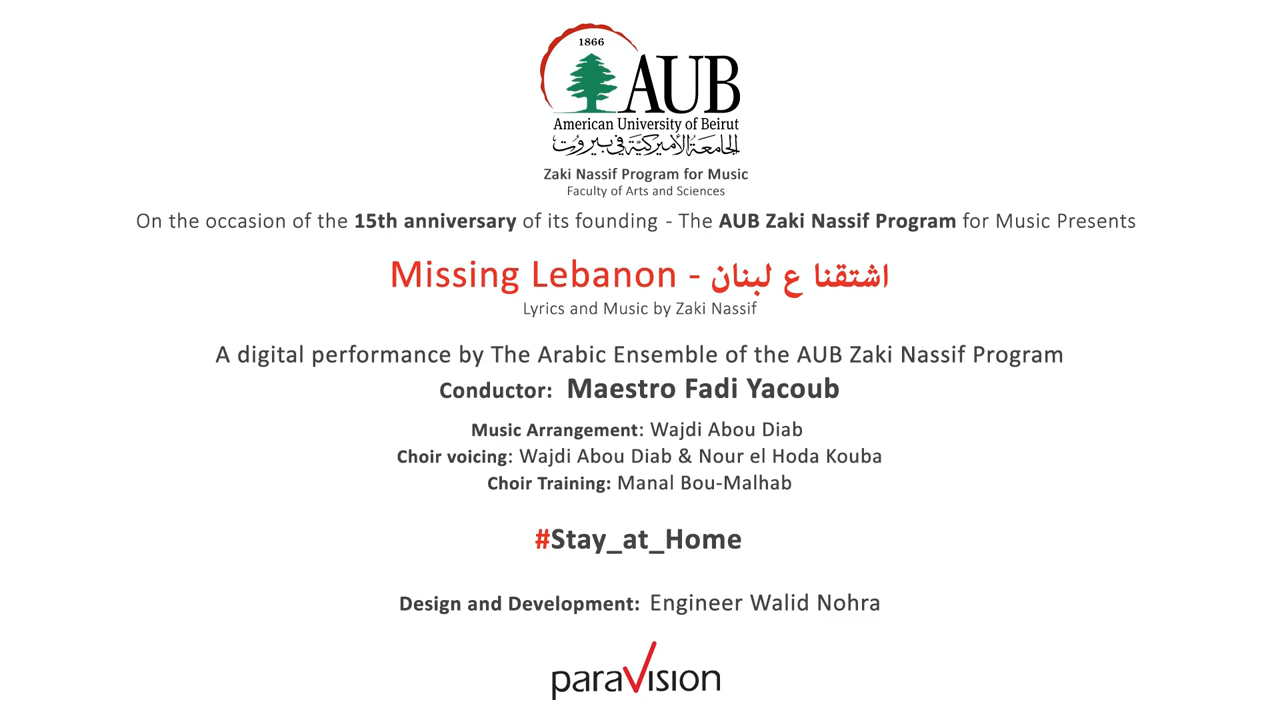 1866
AUB
American University of Beirut
الجامعة الأميركية في بيروت
Zaki Nassif Program for Music
Faculty of Arts and Sciences
On the occasion of the 15th anniversary of its founding - The AUB Zaki Nassif Program for Music Presents
Missing Lebanon - اشتقنا ع لبنان
Lyrics and Music by Zaki Nassif
A digital performance by The Arabic Ensemble of the AUB Zaki Nassif Program
Conductor: Maestro Fadi Yacoub
Music Arrangement: Wajdi Abou Diab
Choir voicing: Wajdi Abou Diab & Nour el Hoda Kouba
Choir Training: Manal Bou-Malhab
#Stay_at_Home
Design and Development: Engineer Walid Nohra
paraVision